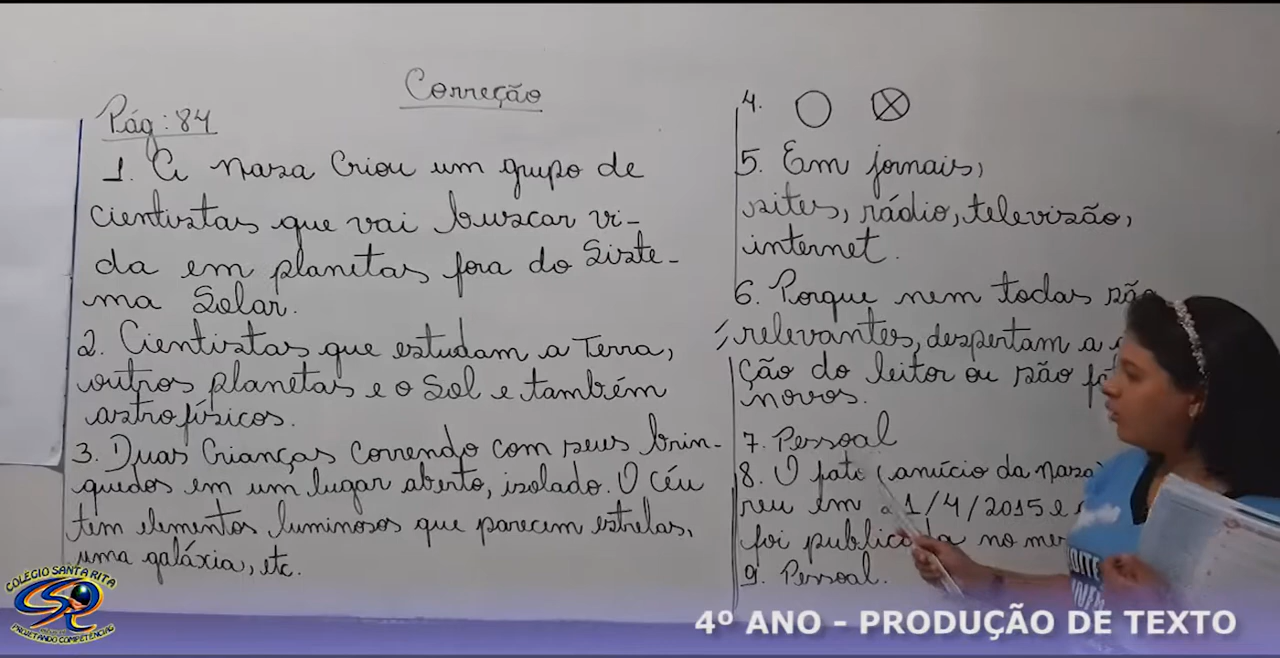 Correção
Pág: 84
1. A Nasa Criou um grupo de
cientistas que vai buscar vi-
da em planetas fora do Siste-
ma Solar.
2. Cientistas que estudam a Terra,
outros planetas e o Sol e também
astrofísicos.
3. Duas Crianças correndo com seus brin-
quedos em um lugar aberto, isolado. O céu
tem elementos luminosos que parecem estrelas,
uma galáxia, etc.
4.
5. Em jornais,
sites, rádio, televisão,
internet.
6. Porque nem todas são
relevantes, despertam a
ção do leitor ou são
novos.
7. Pessoal
8. O fato (anúcio da Nasa)
reu em 1/4/2015 e
foi no
9. Pessoal.
COLÉGIO SANTA RITA
PROJETANDO COMPETÊNCIAS
4º ANO - PRODUÇÃO DE TEXTO